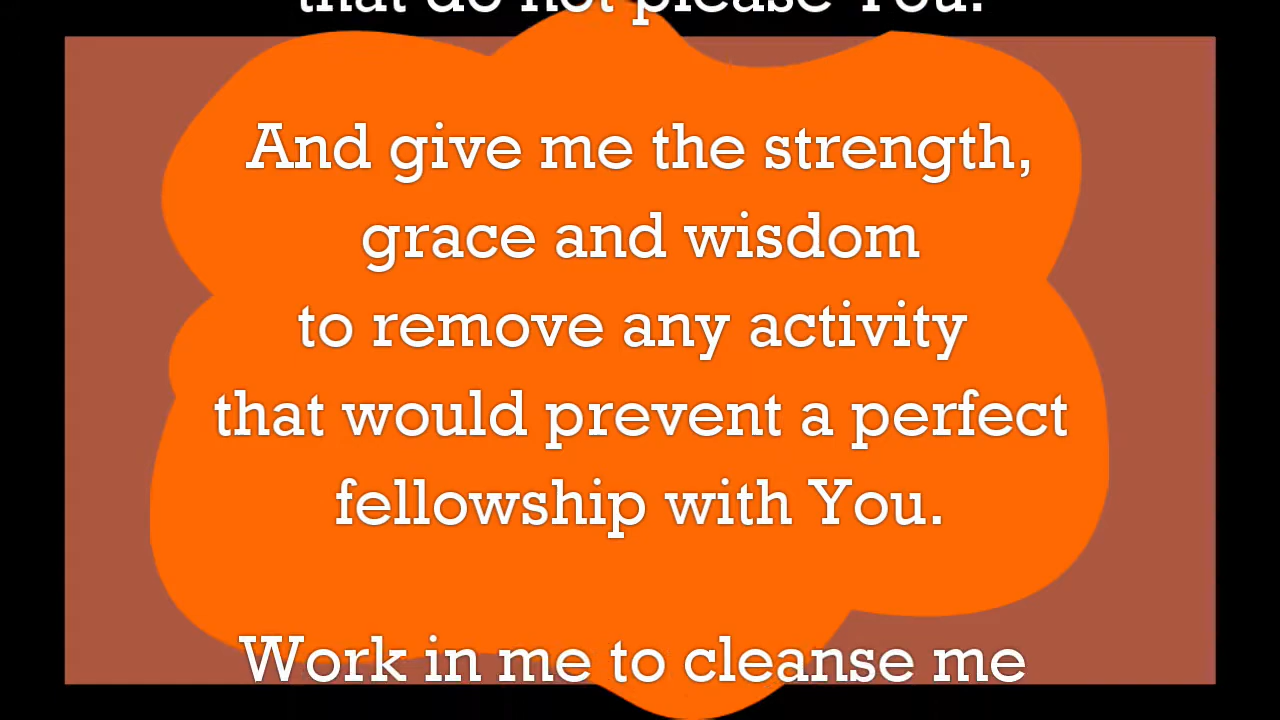 that do not please You.
And give me the strength,
grace and wisdom
to remove any activity
that would prevent a perfect
fellowship with You.
Work in me to cleanse me